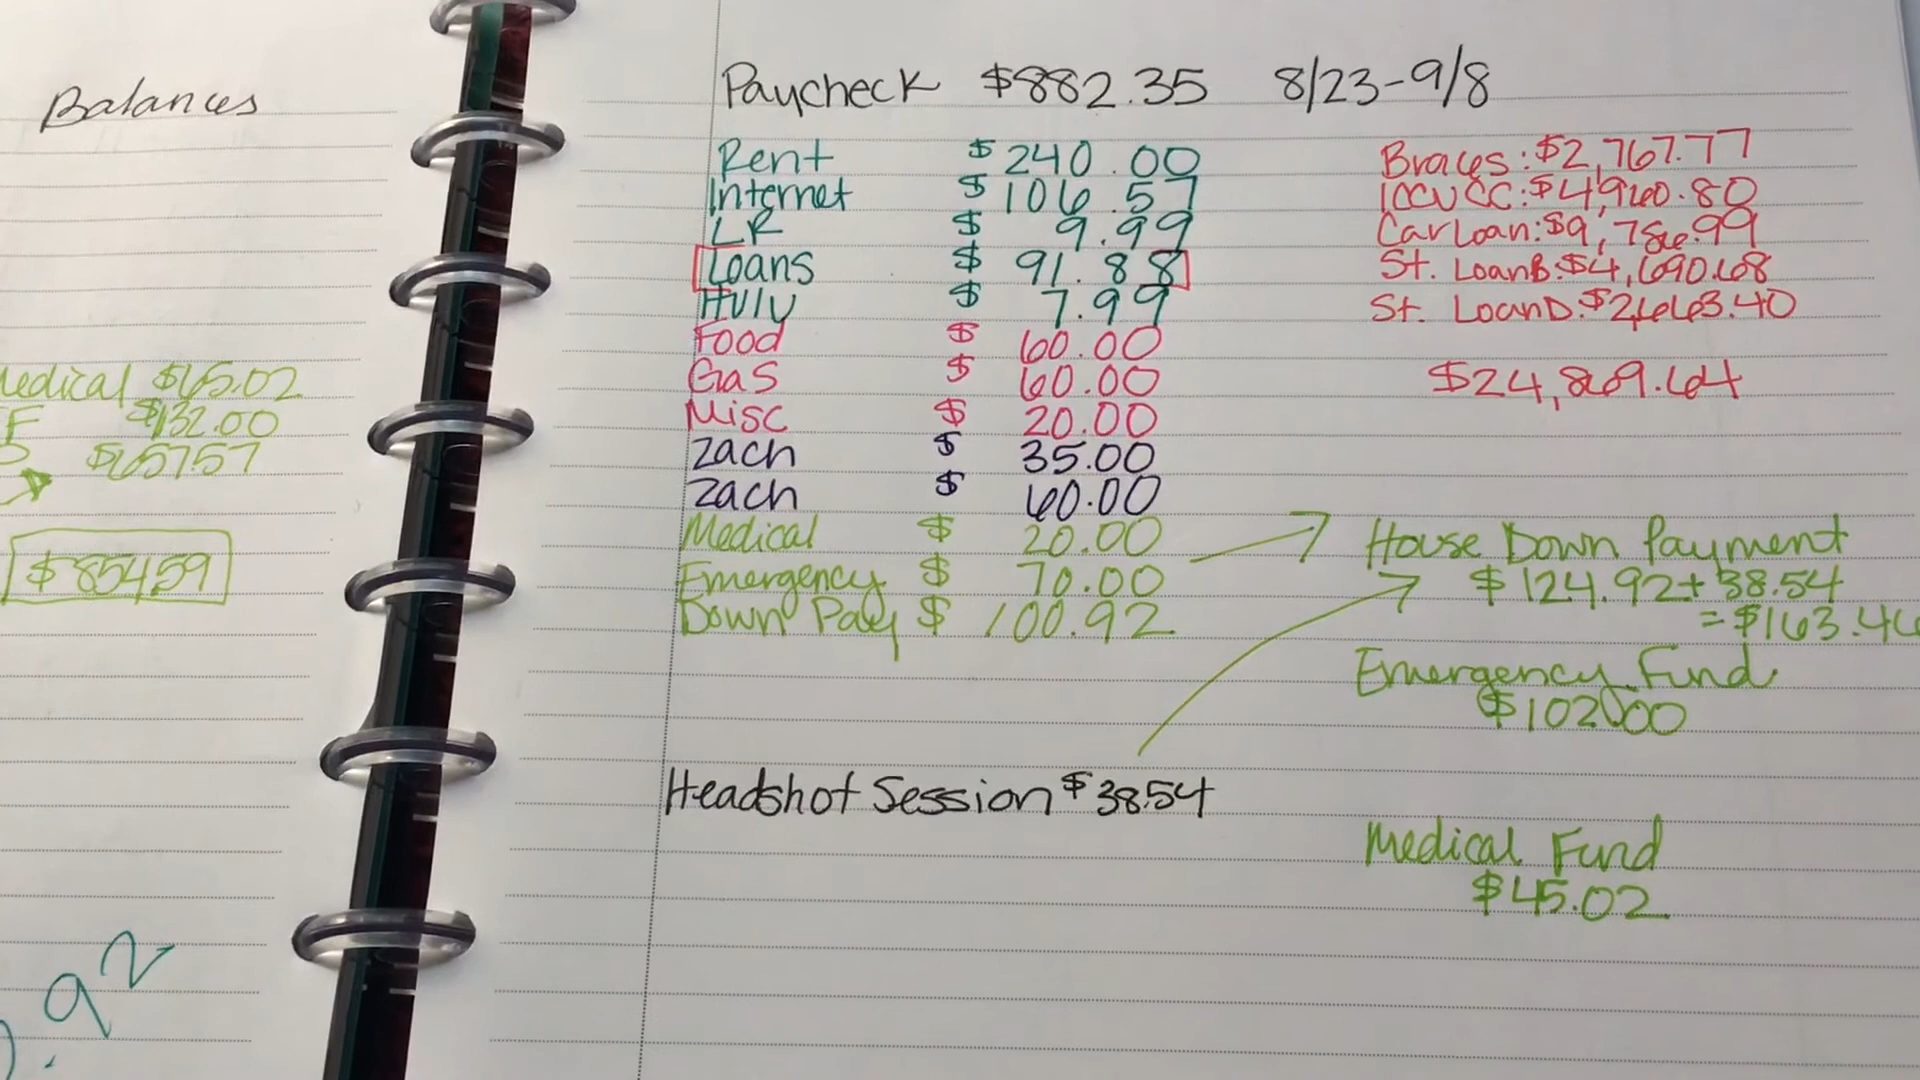 Balances
Medical $65.02
$132.00
$657.57
$854.59
.92
Paycheck $882.35 8/23-9/8
Rent $240.00
Internet $106.57
LR $9.99
Loans $91.88
HULU $7.99
Food $60.00
Gas $60.00
Misc $20.00
Zach $35.00
Zach $60.00
Medical $20.00
Emergency $70.00
Down Pay $100.92
Headshot Session $38.54
Braces: $2,767.77
ICCU CC: $4,960.80
Car Loan: $9,786.99
St. Loan B: $4,690.68
St. Loan D: $2,663.40
$24,869.64
House Down Payment
$124.92 + 38.54
= $163.46
Emergency Fund
$102.00
Medical Fund
$45.02